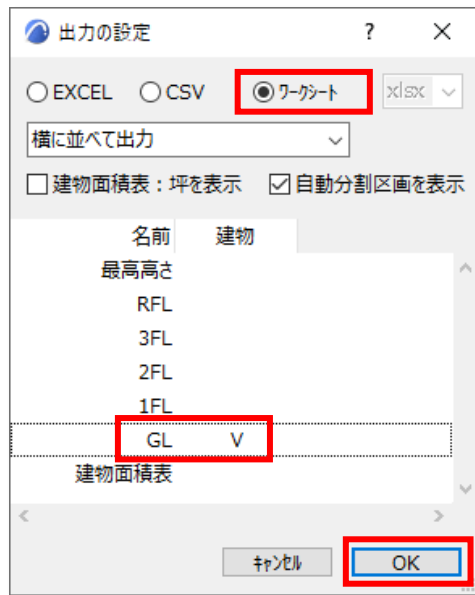 出力の設定 ? ×
EXCEL CSV ﾜｰｸｼｰﾄ xlsx
横に並べて出力
建物面積表：坪を表示 自動分割区画を表示
名前 建物
最高高さ
RFL
3FL
2FL
1FL
GL V
建物面積表
ｷｬﾝｾﾙ OK